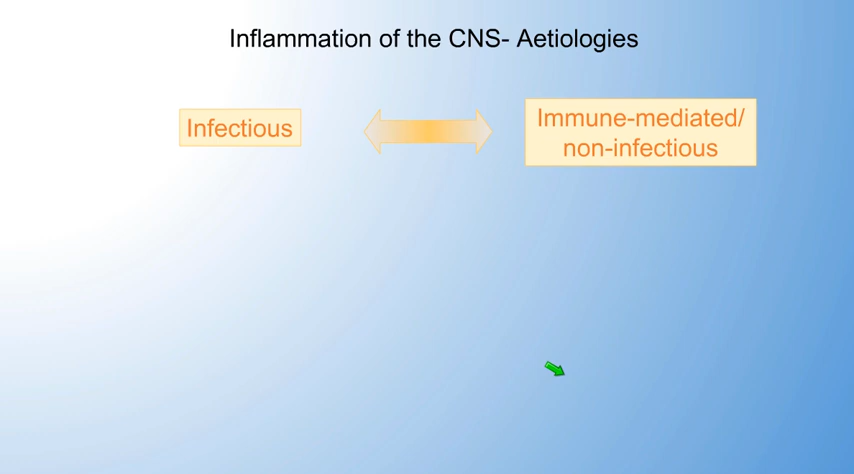 Inflammation of the CNS- Aetiologies
Infectious
Immune-mediated/
non-infectious